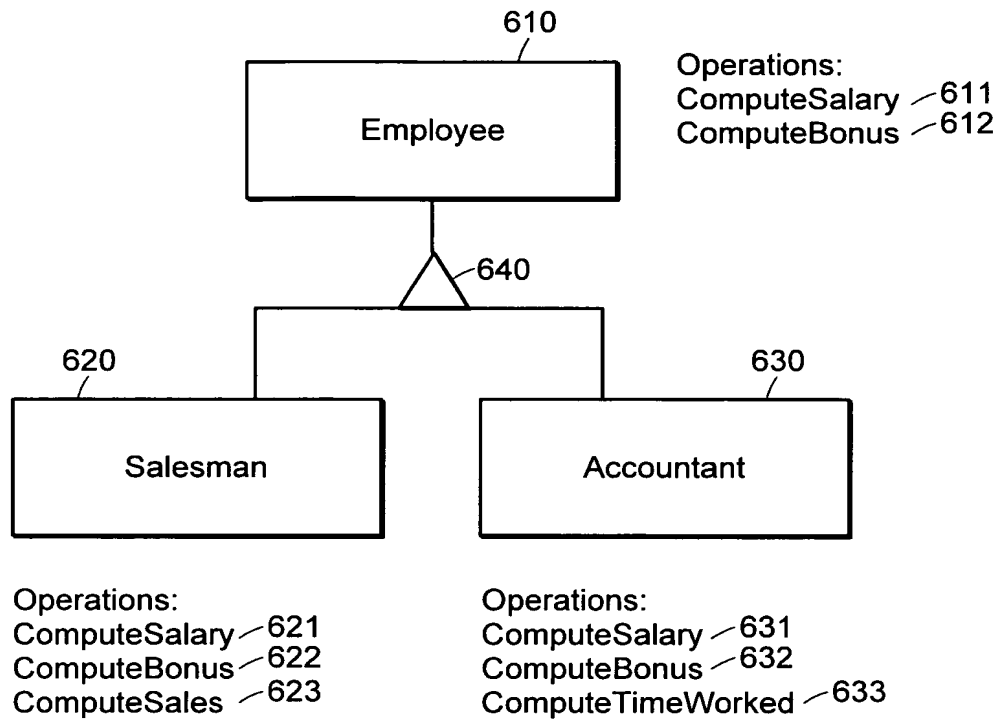 610
Employee
Operations:
ComputeSalary 611
ComputeBonus 612
640
620
Salesman
630
Accountant
Operations:
ComputeSalary 621
ComputeBonus 622
ComputeSales 623
Operations:
ComputeSalary 631
ComputeBonus 632
ComputeTimeWorked 633